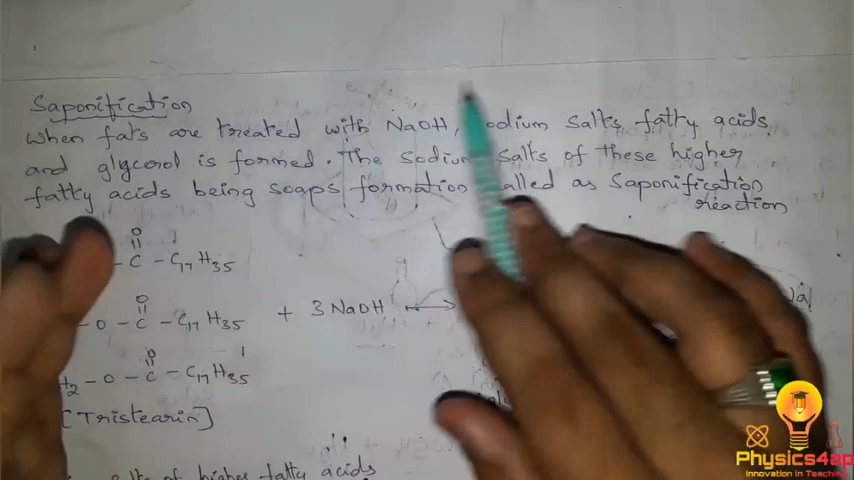 Saponification
When fats are treated with NaOH, sodium salts fatty acids
and glycerol is formed. The sodium salts of these higher
fatty acids being soaps formation called as Saponification
reaction
O
C - C17H35
O
- O - C - C17H35 + 3 NaOH
O
H2 - O - C - C17H35
[Tristearin]
of higher fatty acids
Physics4ap
Innovation in Teaching